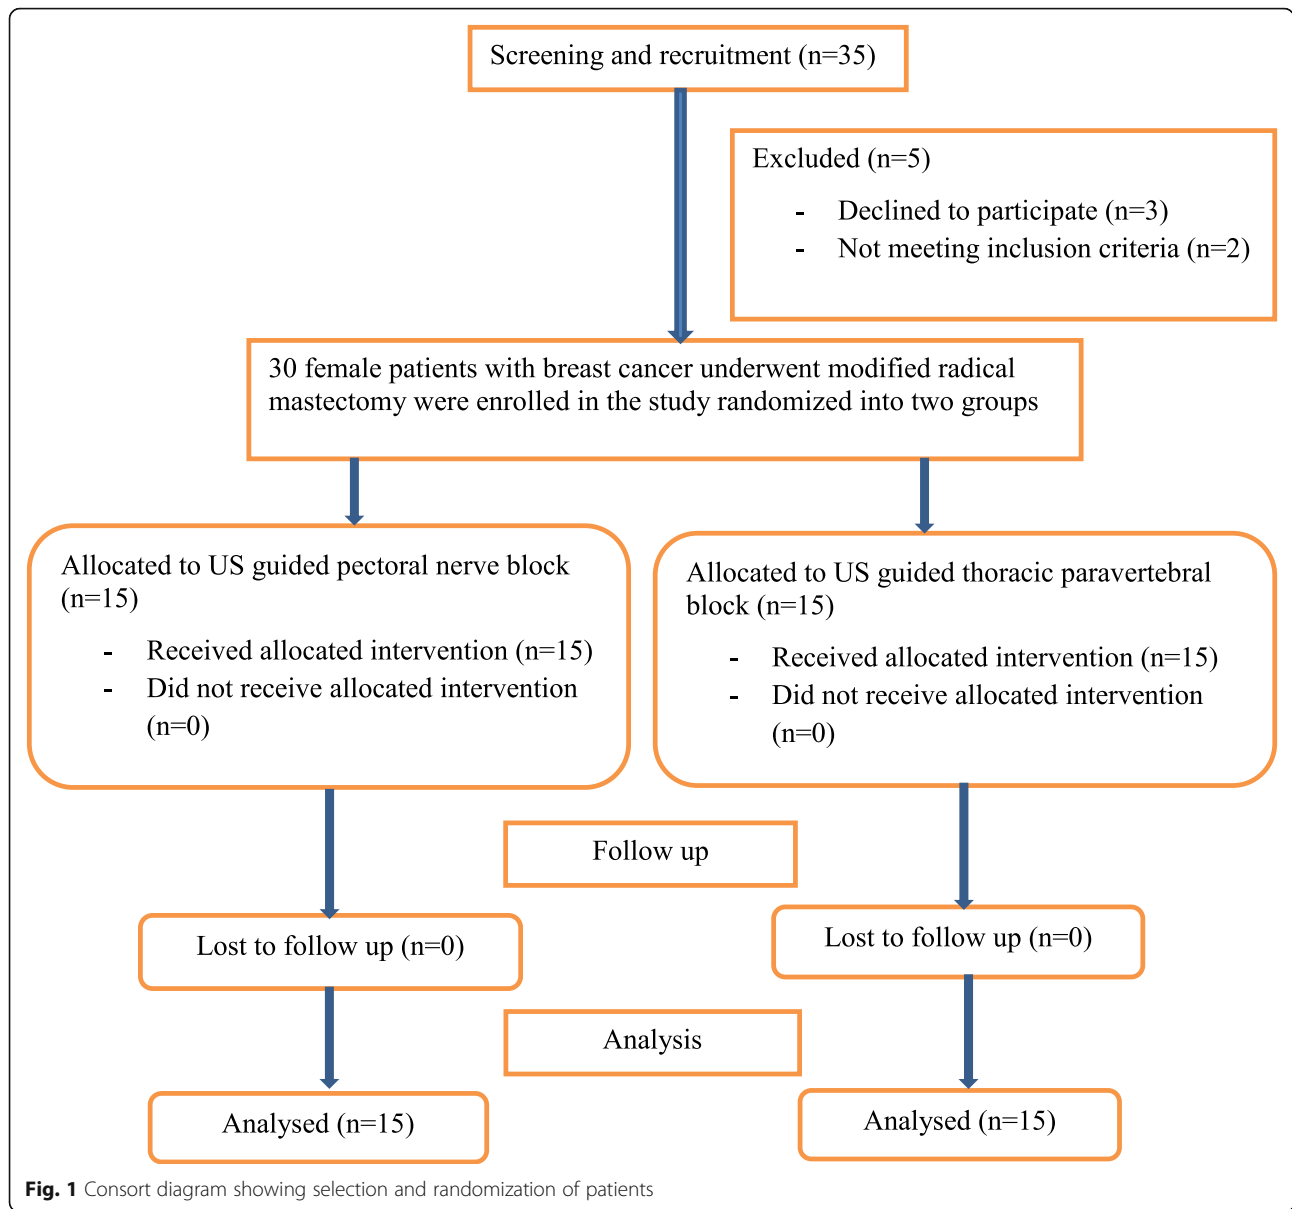 Screening and recruitment (n=35)
Excluded (n=5)
- Declined to participate (n=3)
- Not meeting inclusion criteria (n=2)
30 female patients with breast cancer underwent modified radical
mastectomy were enrolled in the study randomized into two groups
Allocated to US guided pectoral nerve block
(n=15)
- Received allocated intervention (n=15)
- Did not receive allocated intervention
(n=0)
Allocated to US guided thoracic paravertebral
block (n=15)
- Received allocated intervention (n=15)
- Did not receive allocated intervention
(n=0)
Follow up
Lost to follow up (n=0)
Lost to follow up (n=0)
Analysis
Analysed (n=15)
Analysed (n=15)
Fig. 1 Consort diagram showing selection and randomization of patients